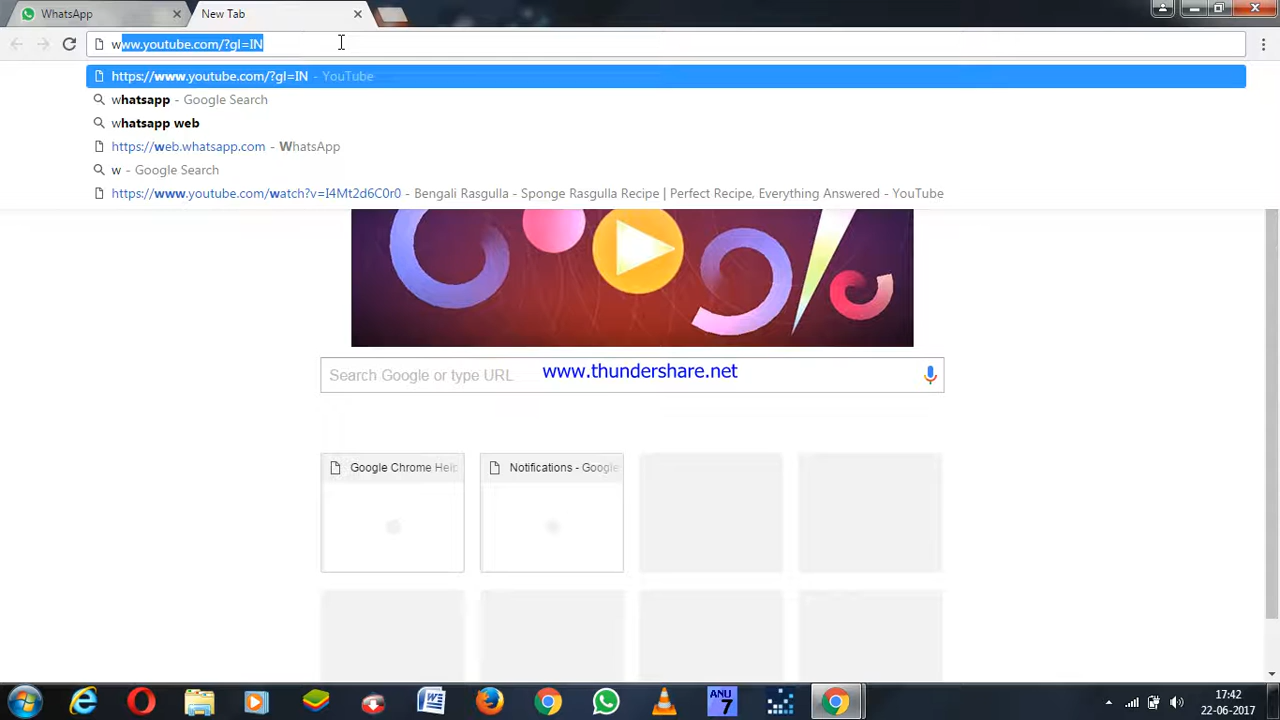 WhatsApp
New Tab
www.youtube.com/?gl=IN
https://www.youtube.com/?gl=IN - YouTube
whatsapp - Google Search
whatsapp web
https://web.whatsapp.com - WhatsApp
w - Google Search
https://www.youtube.com/watch?v=I4Mt2d6C0r0 - Bengali Rasgulla - Sponge Rasgulla Recipe | Perfect Recipe, Everything Answered - YouTube
Search Google or type URL
www.thundershare.net
Google Chrome Help
Notifications - Google
ANU
7
17:42
22-06-2017